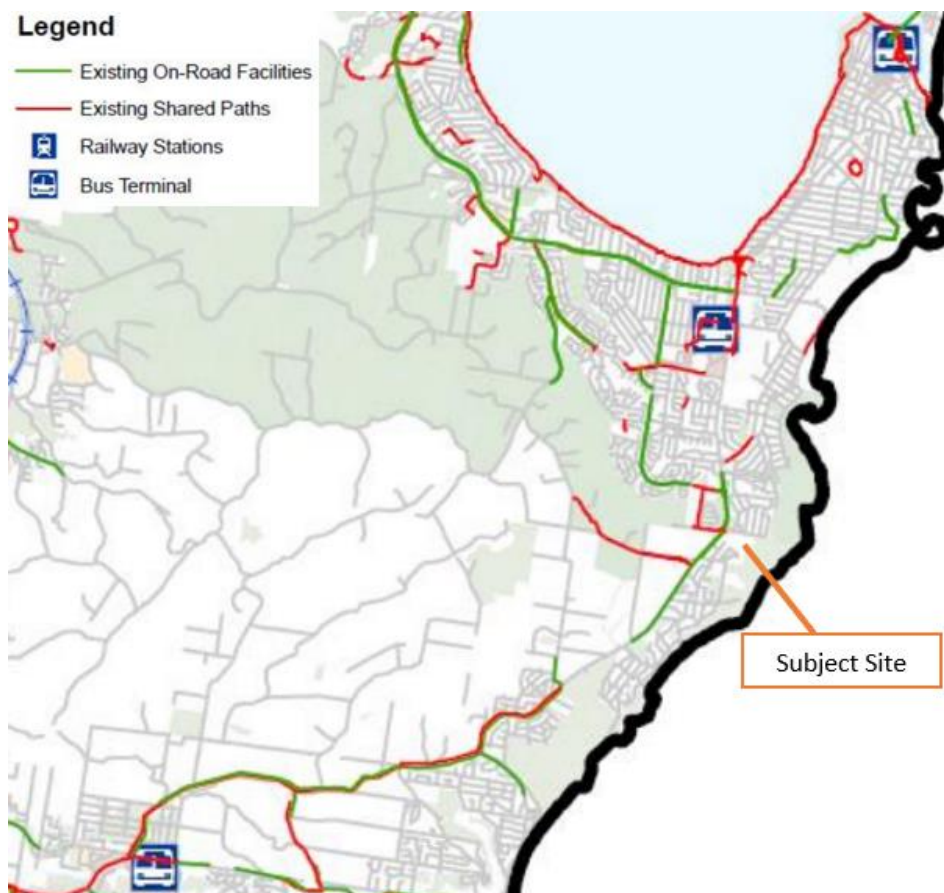 Legend
Existing On-Road Facilities
Existing Shared Paths
Railway Stations
Bus Terminal
Subject Site